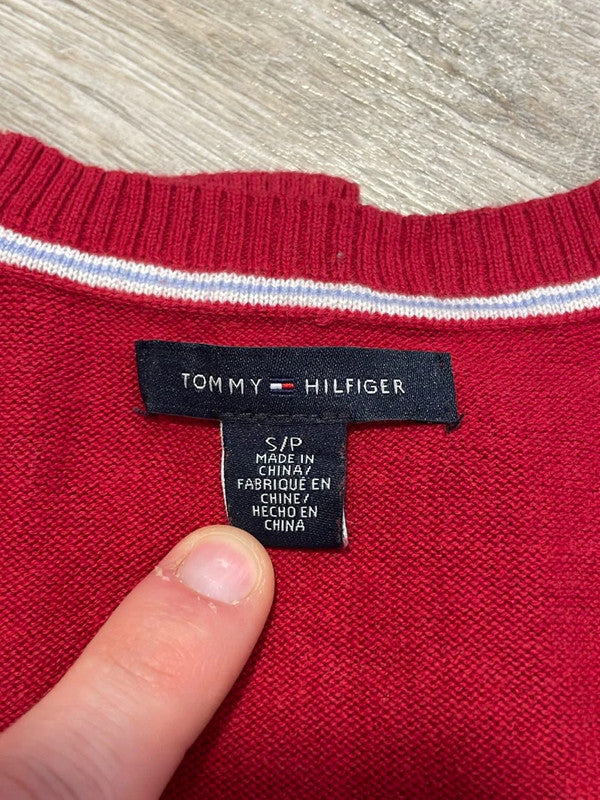 TOMMY HILFIGER
S/P
MADE IN
CHINA/
FABRIQUÉ EN
CHINE/
HECHO EN
CHINA